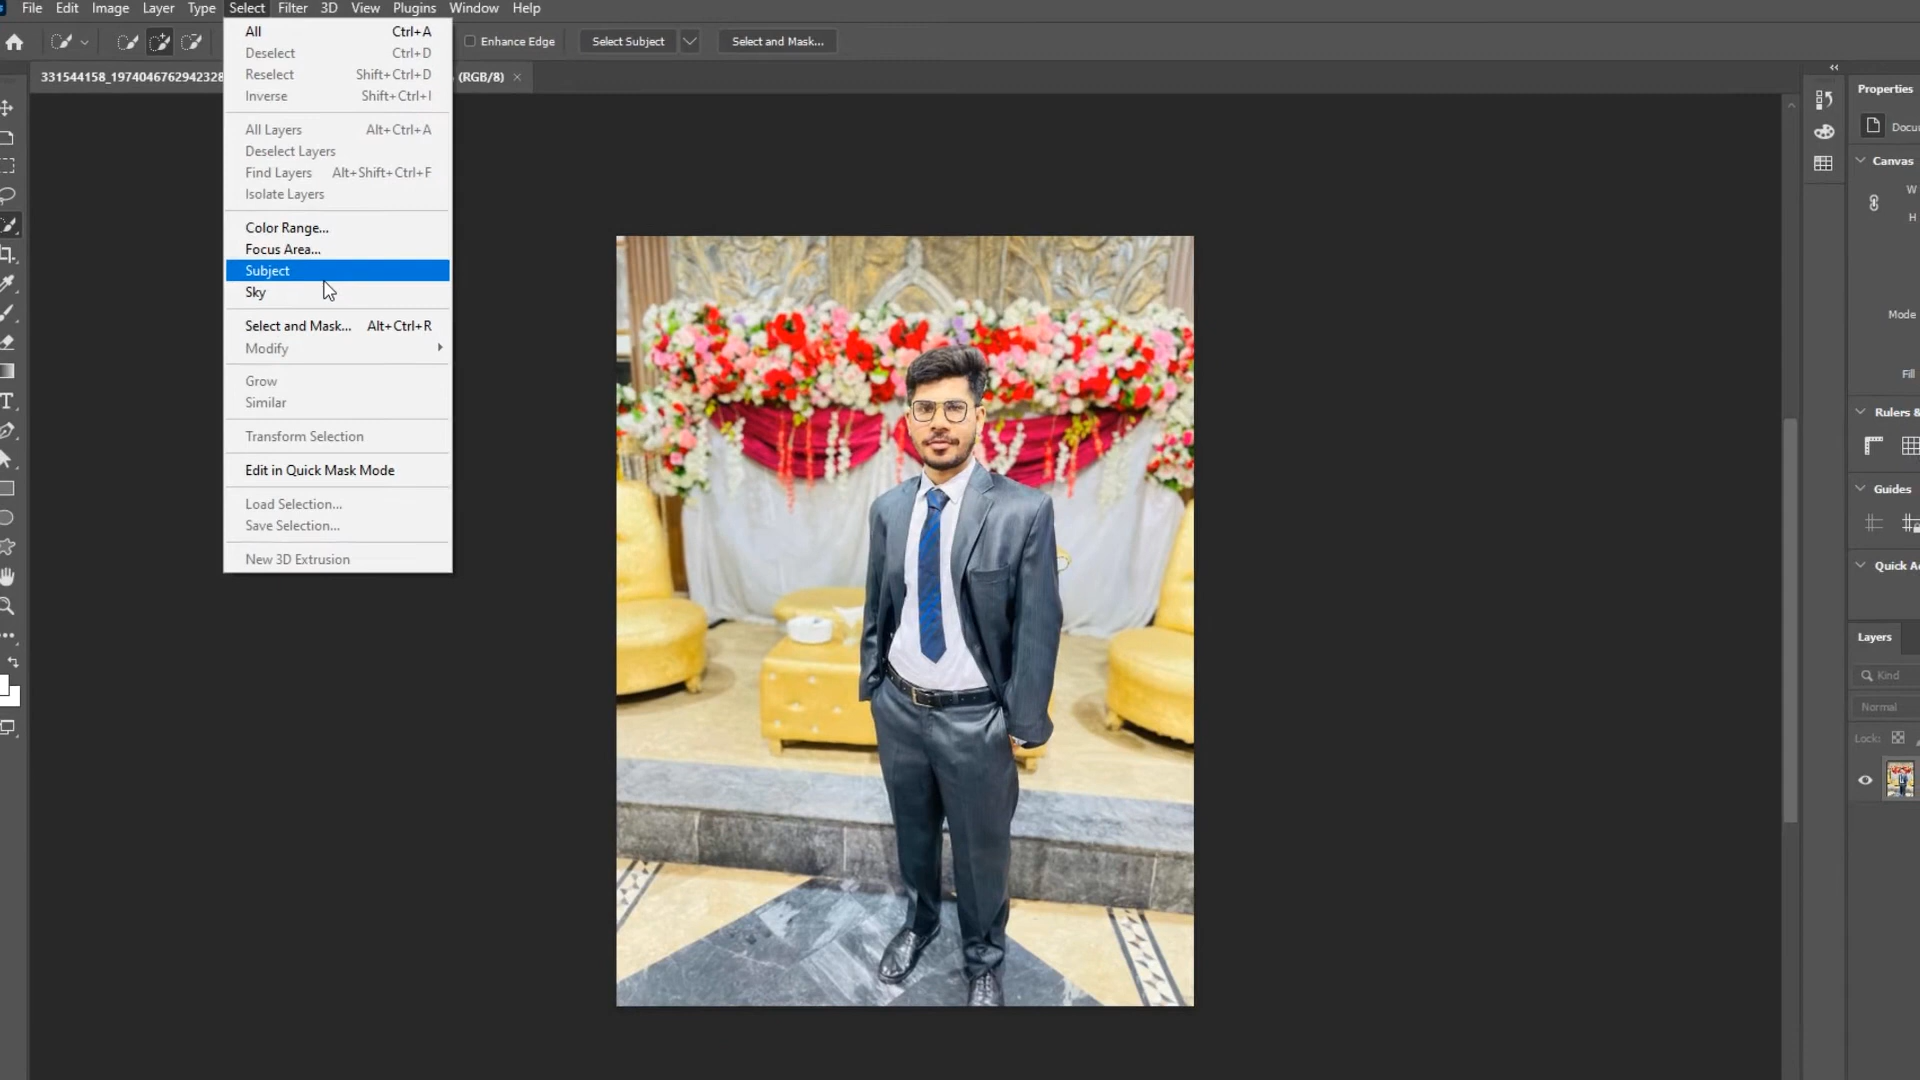 File Edit Image Layer Type Select Filter 3D View Plugins Window Help
Enhance Edge Select Subject Select and Mask...
331544158_1974046762942328 (RGB/8) ×
All Ctrl+A
Deselect Ctrl+D
Reselect Shift+Ctrl+D
Inverse Shift+Ctrl+I
All Layers Alt+Ctrl+A
Deselect Layers
Find Layers Alt+Shift+Ctrl+F
Isolate Layers
Color Range...
Focus Area...
Subject
Sky
Select and Mask... Alt+Ctrl+R
Modify
Grow
Similar
Transform Selection
Edit in Quick Mask Mode
Load Selection...
Save Selection...
New 3D Extrusion
Properties
Docu
Canvas
W
H
Mode
Fill
Rulers &
Guides
Quick A
Layers
Kind
Normal
Lock: